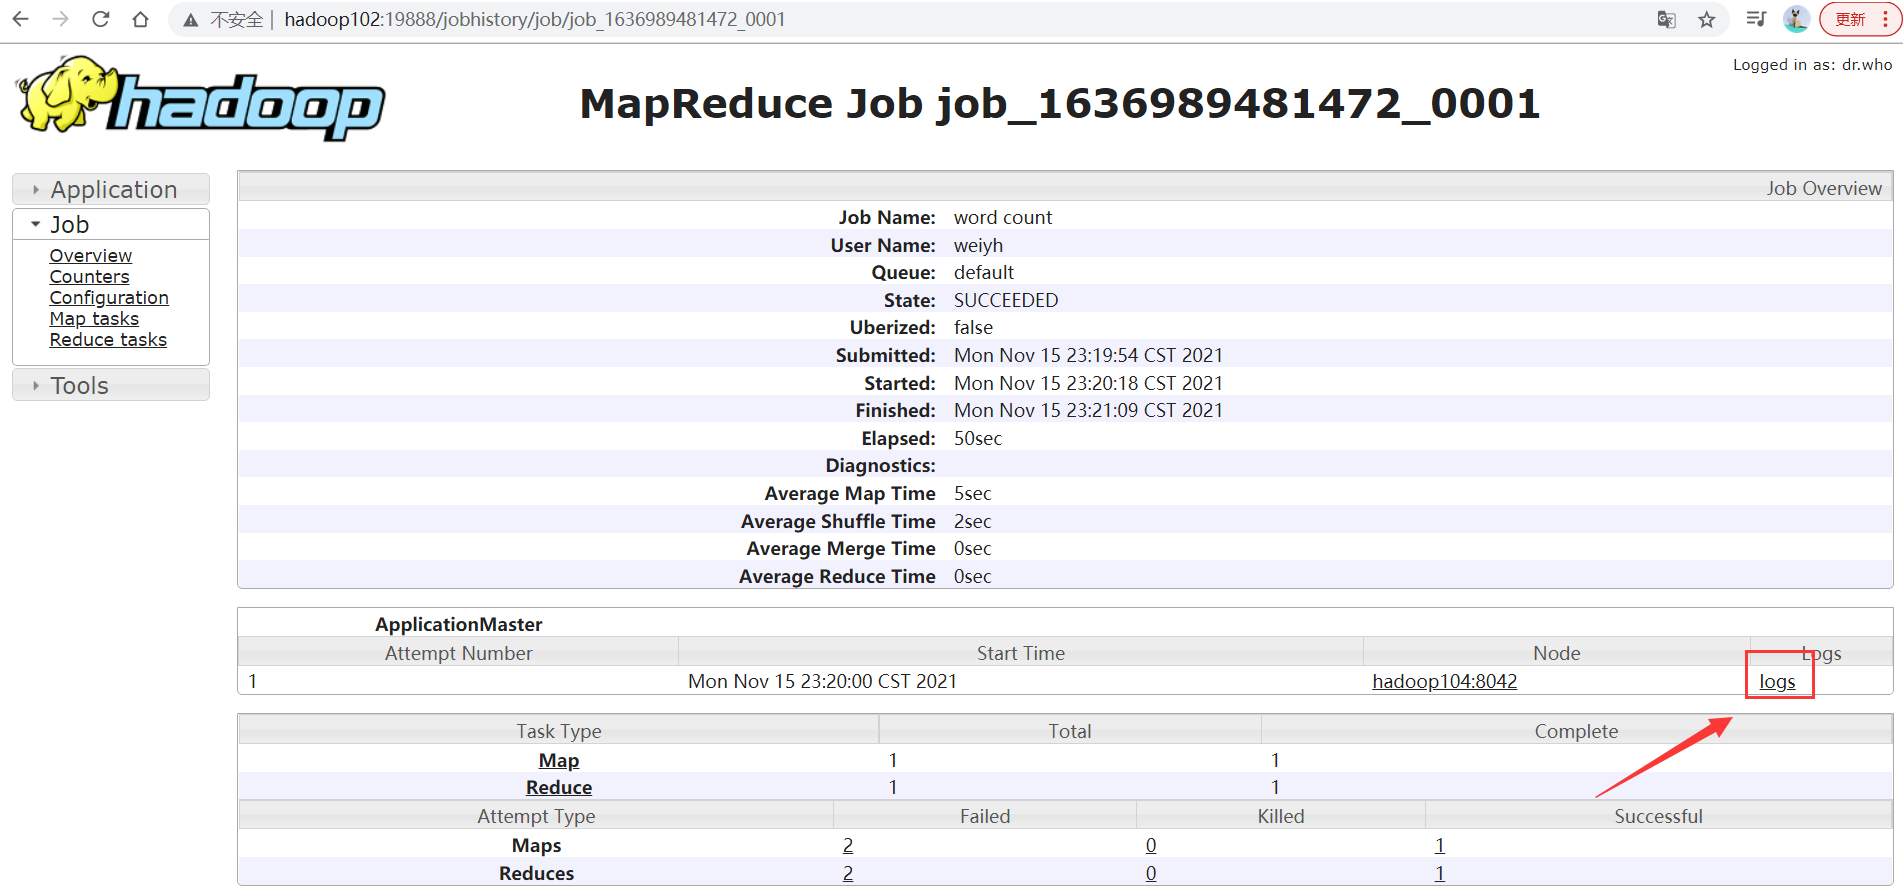 不安全 | hadoop102:19888/jobhistory/job/job_1636989481472_0001
更新
hadoop
MapReduce Job job_1636989481472_0001
Logged in as: dr.who
Application
Job
Overview
Counters
Configuration
Map tasks
Reduce tasks
Tools
Job Overview
Job Name: word count
User Name: weiyh
Queue: default
State: SUCCEEDED
Uberized: false
Submitted: Mon Nov 15 23:19:54 CST 2021
Started: Mon Nov 15 23:20:18 CST 2021
Finished: Mon Nov 15 23:21:09 CST 2021
Elapsed: 50sec
Diagnostics:
Average Map Time 5sec
Average Shuffle Time 2sec
Average Merge Time 0sec
Average Reduce Time 0sec
ApplicationMaster
Attempt Number Start Time Node Logs
1 Mon Nov 15 23:20:00 CST 2021 hadoop104:8042 logs
Task Type Total Complete
Map 1 1
Reduce 1 1
Attempt Type Failed Killed Successful
Maps 2 0 1
Reduces 2 0 1